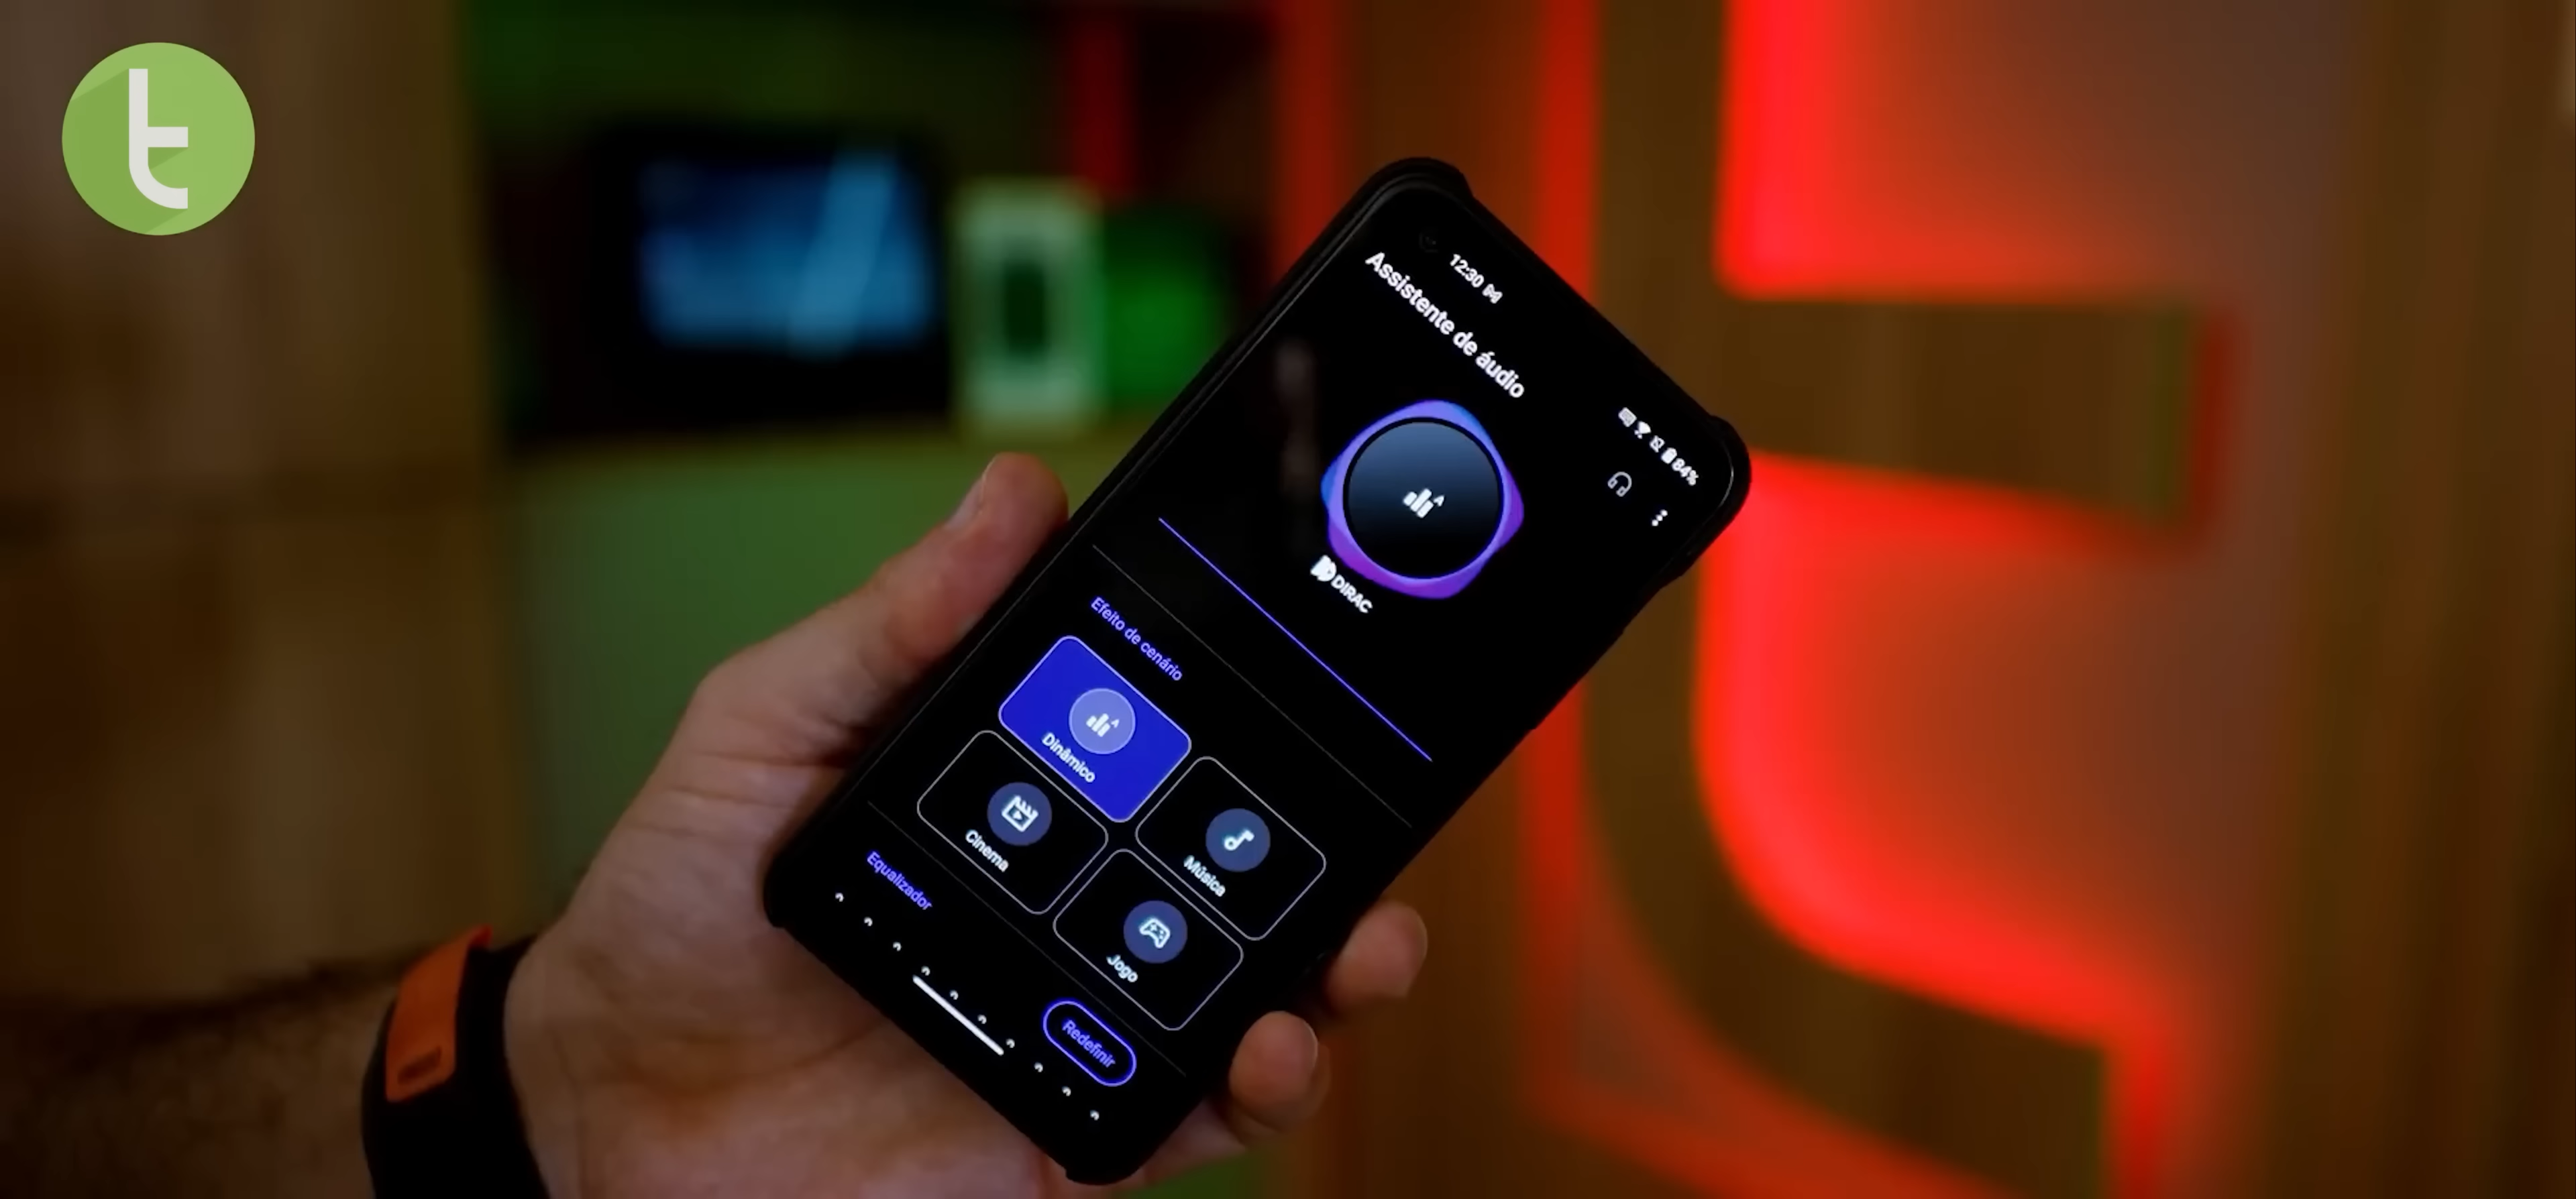 t
12:30
84%
Assistente de áudio
DIRAC
Efeito de cenário
Dinâmico
Música
Cinema
Jogo
Equalizador
Redefinir